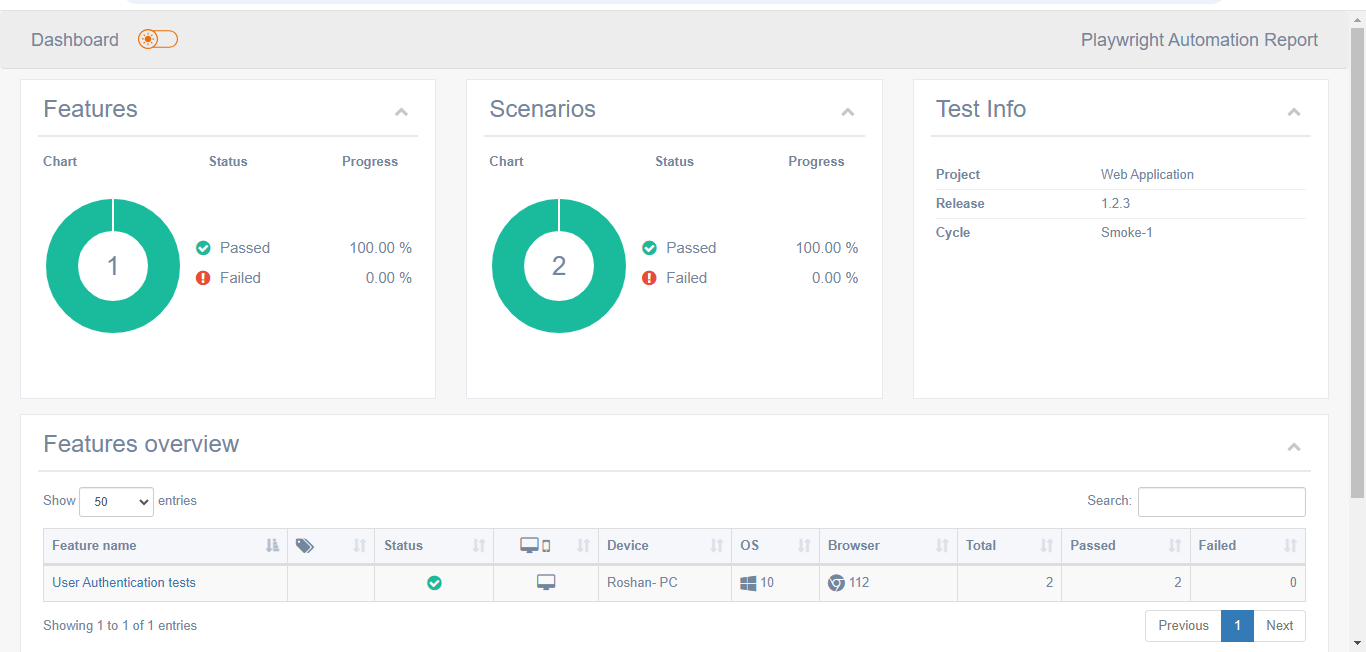 Dashboard Playwright Automation Report
Features
Chart Status Progress
1
Passed 100.00 %
Failed 0.00 %
Scenarios
Chart Status Progress
2
Passed 100.00 %
Failed 0.00 %
Test Info
Project Web Application
Release 1.2.3
Cycle Smoke-1
Features overview
Show 50 entries Search:
Feature name Status Device OS Browser Total Passed Failed
User Authentication tests Roshan- PC 10 112 2 2 0
Showing 1 to 1 of 1 entries Previous 1 Next